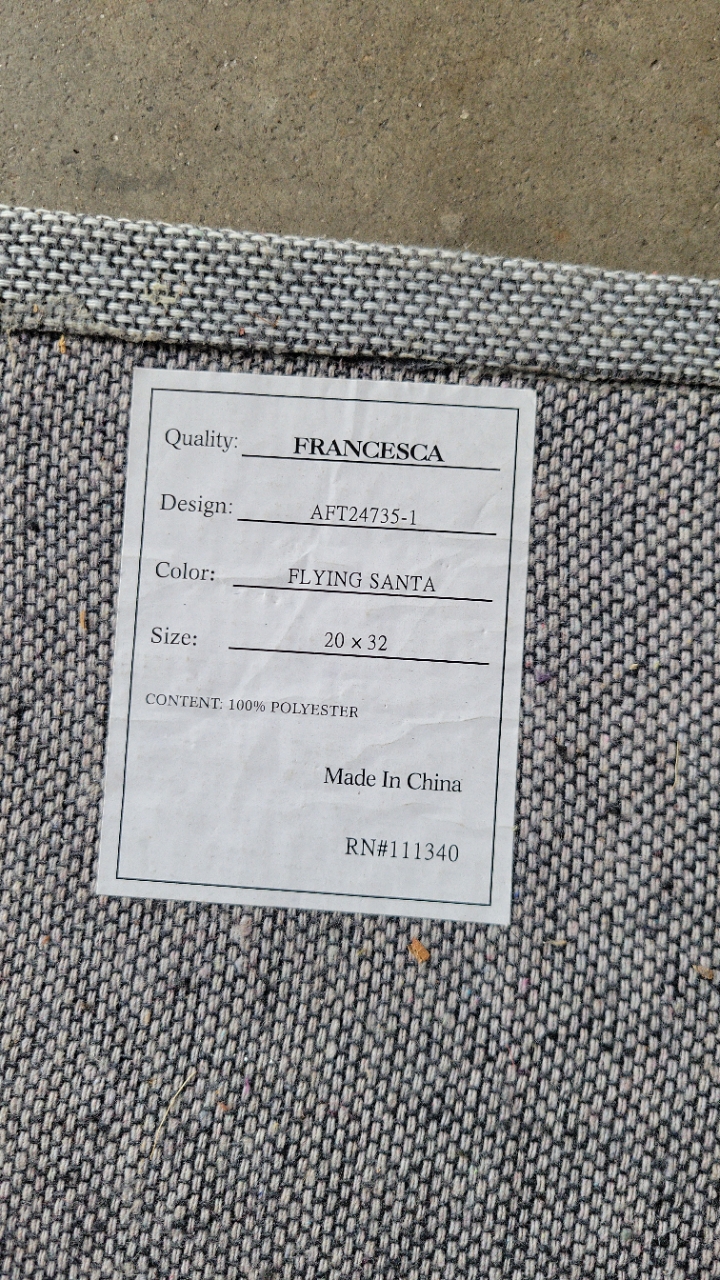 Quality: FRANCESCA
Design: AFT24735-1
Color: FLYING SANTA
Size: 20 x 32
CONTENT: 100% POLYESTER
Made In China
RN#111340